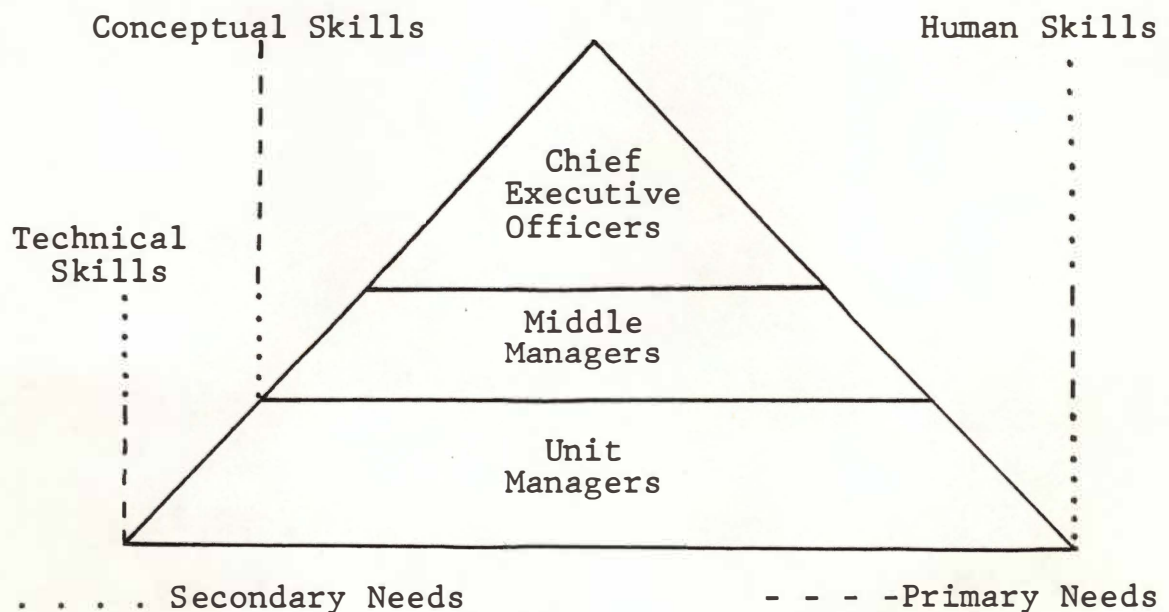 Conceptual Skills
Human Skills
Chief
Executive
Officers
Technical
Skills
Middle
Managers
Unit
Managers
. . . . Secondary Needs
- - - -Primary Needs